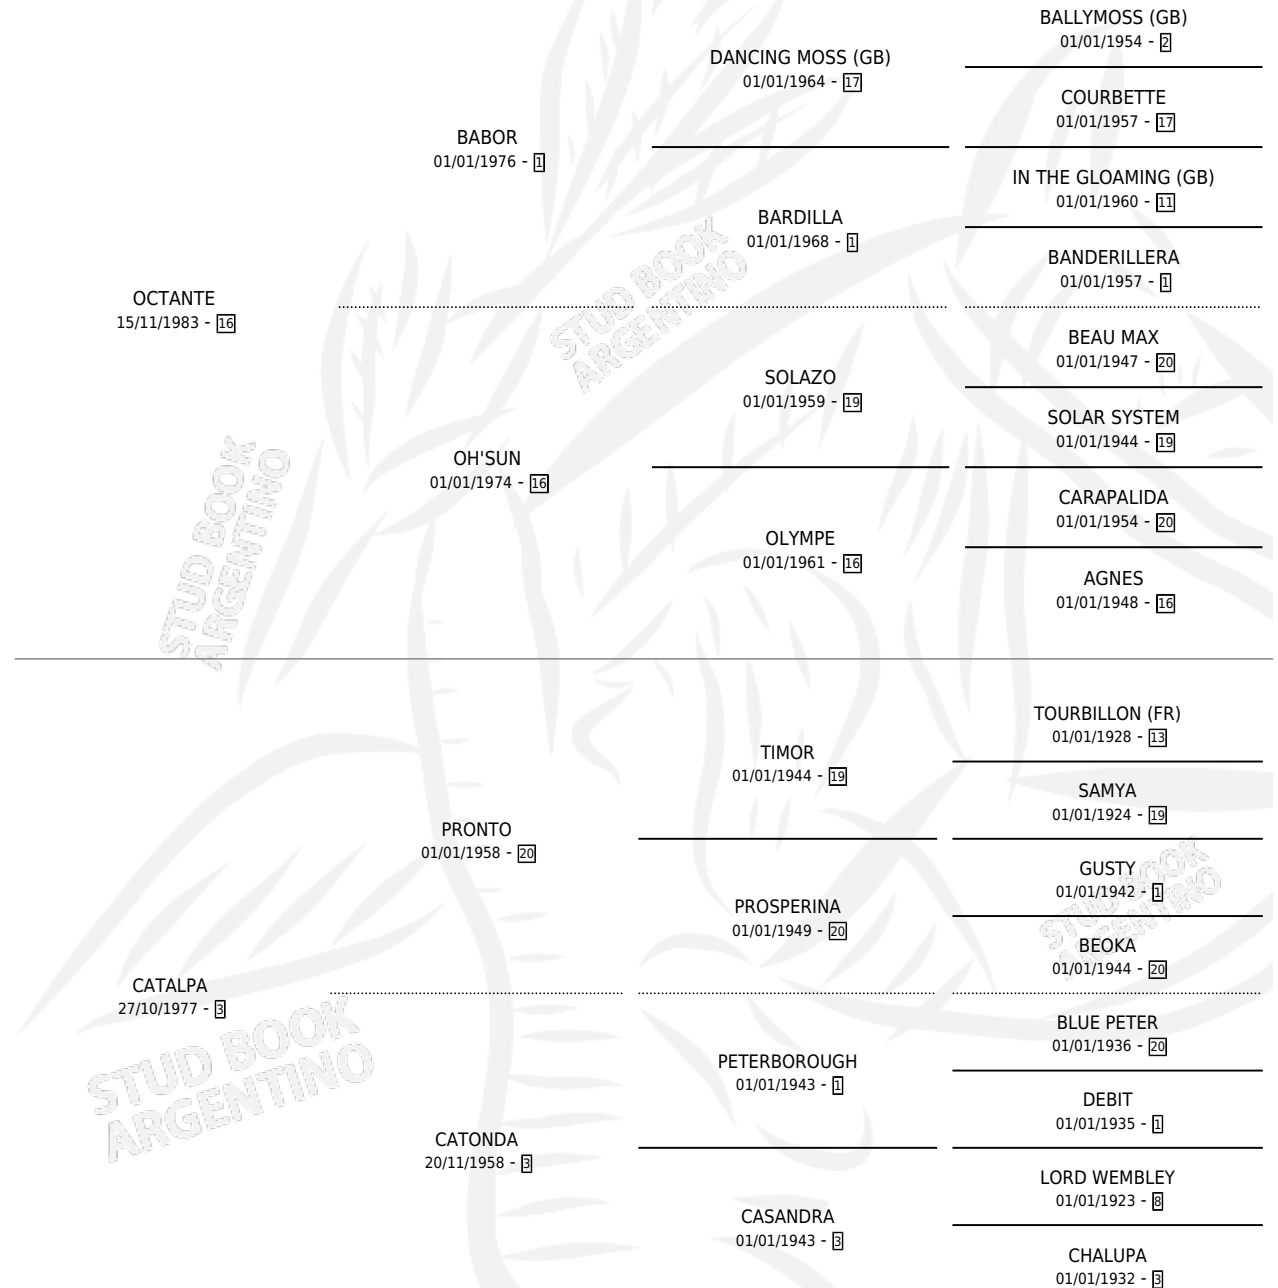 BALLYMOSS (GB)
01/01/1954 - 2
DANCING MOSS (GB)
01/01/1964 - 17
COURBETTE
01/01/1957 - 17
BABOR
01/01/1976 - 1
IN THE GLOAMING (GB)
01/01/1960 - 11
BARDILLA
01/01/1968 - 1
BANDERILLERA
01/01/1957 - 1
OCTANTE
15/11/1983 - 16
BEAU MAX
01/01/1947 - 20
SOLAZO
01/01/1959 - 19
SOLAR SYSTEM
01/01/1944 - 19
OH'SUN
01/01/1974 - 16
CARAPALIDA
01/01/1954 - 20
OLYMPE
01/01/1961 - 16
AGNES
01/01/1948 - 16
TOURBILLON (FR)
01/01/1928 - 13
TIMOR
01/01/1944 - 19
SAMYA
01/01/1924 - 19
PRONTO
01/01/1958 - 20
GUSTY
01/01/1942 - 1
PROSPERINA
01/01/1949 - 20
BEOKA
01/01/1944 - 20
CATALPA
27/10/1977 - 3
BLUE PETER
01/01/1936 - 20
PETERBOROUGH
01/01/1943 - 1
DEBIT
01/01/1935 - 1
CATONDA
20/11/1958 - 3
LORD WEMBLEY
01/01/1923 - 8
CASANDRA
01/01/1943 - 3
CHALUPA
01/01/1932 - 3
STUD BOOK
ARGENTINO
STUD BOOK
ARGENTINO
STUD BOOK
ARGENTINO
STUD BOOK
ARGENTINO